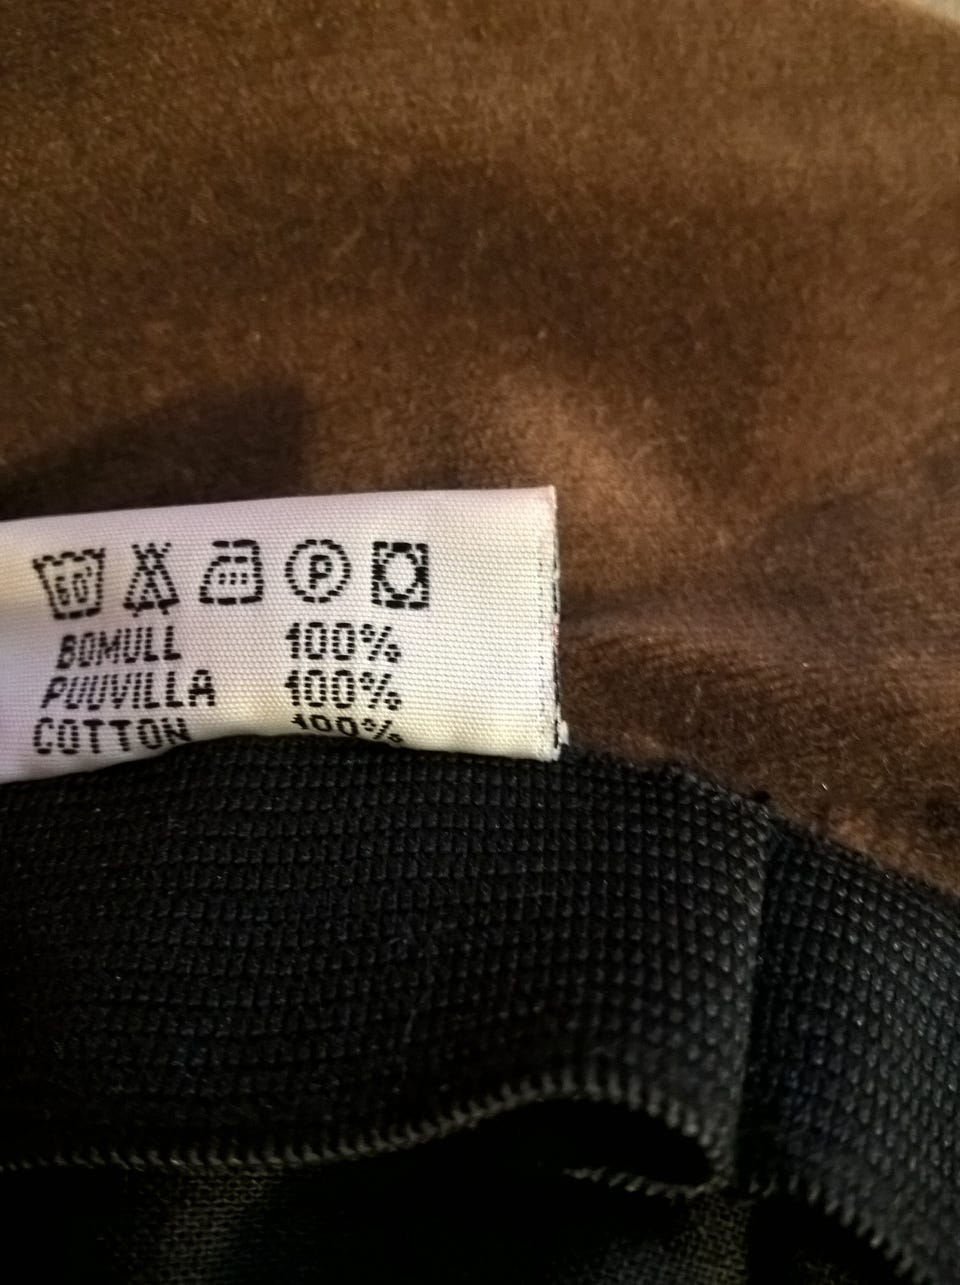 60° P
BOMULL 100%
PUUVILLA 100%
COTTON 100%